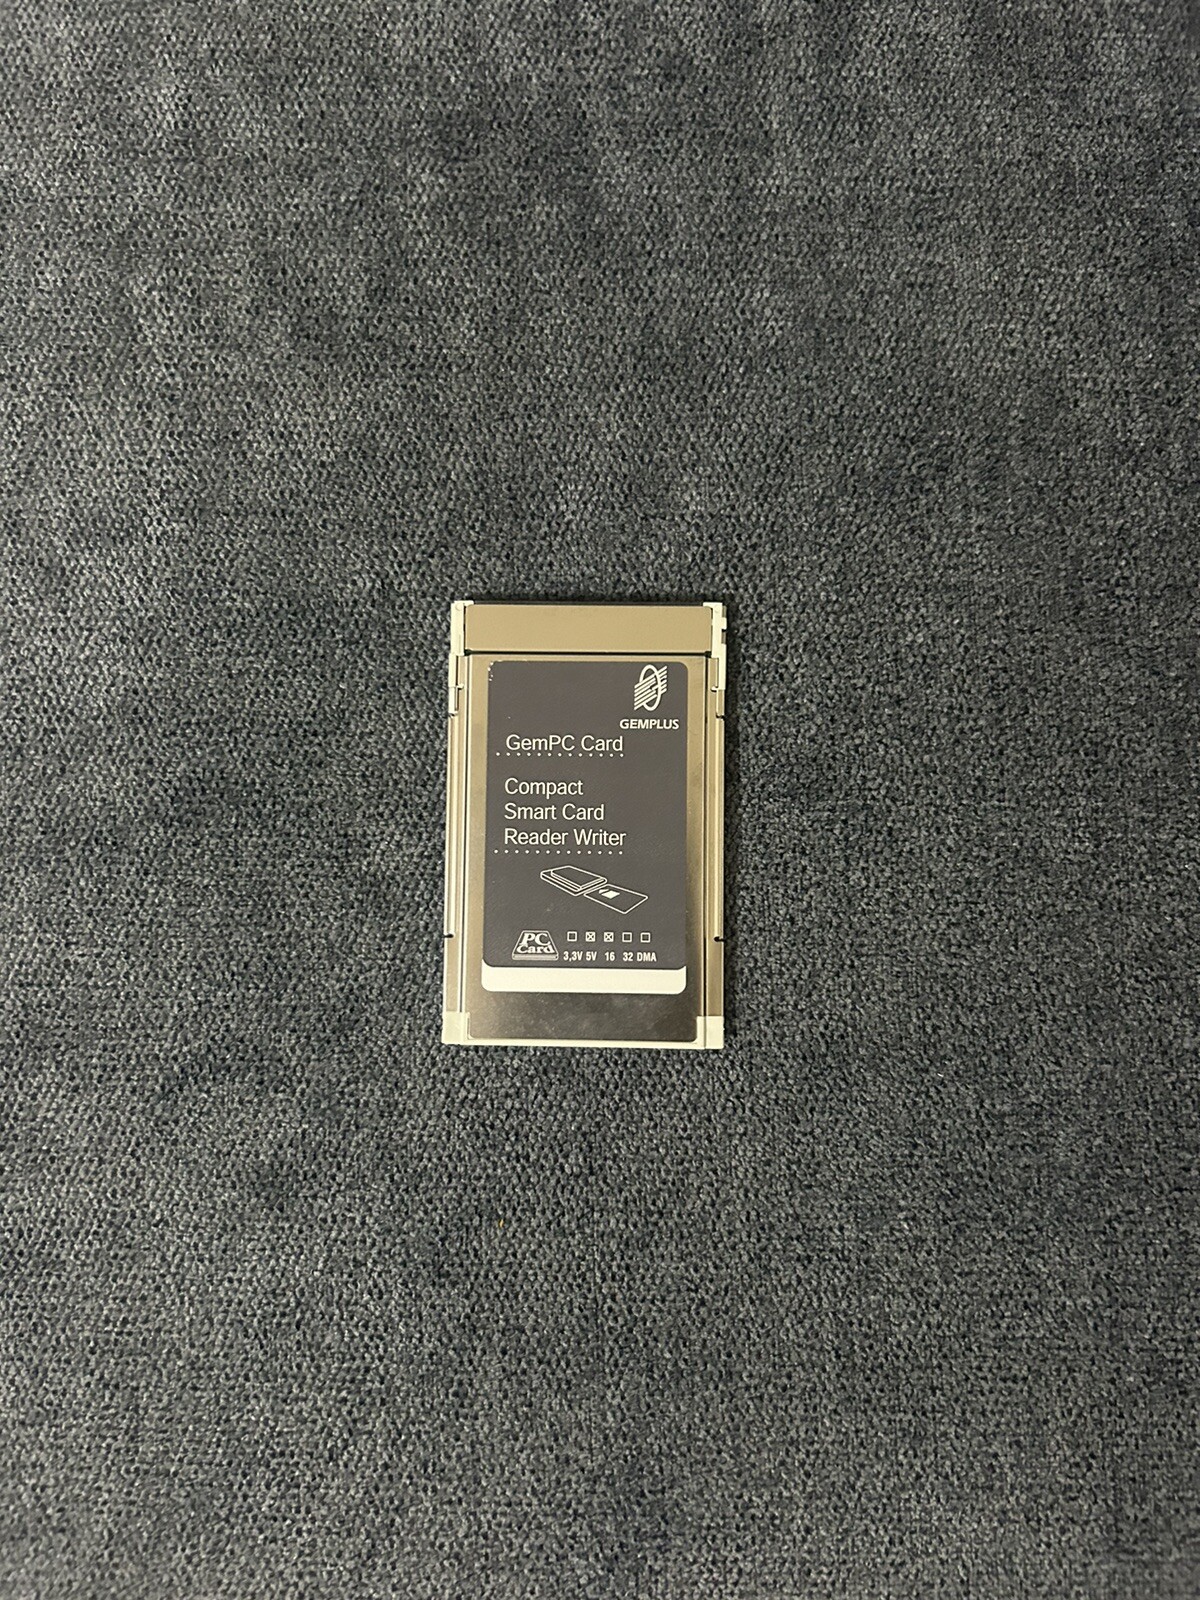 GEMPLUS
GemPC Card
Compact
Smart Card
Reader Writer
PC
Card
3,3V 5V 16 32 DMA